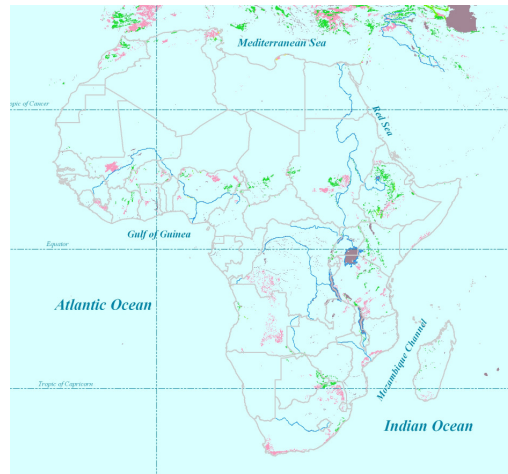 Mediterranean Sea
opic of Cancer
Red Sea
Gulf of Guinea
Equator
Atlantic Ocean
Mozambique Channel
Tropic of Capricorn
Indian Ocean